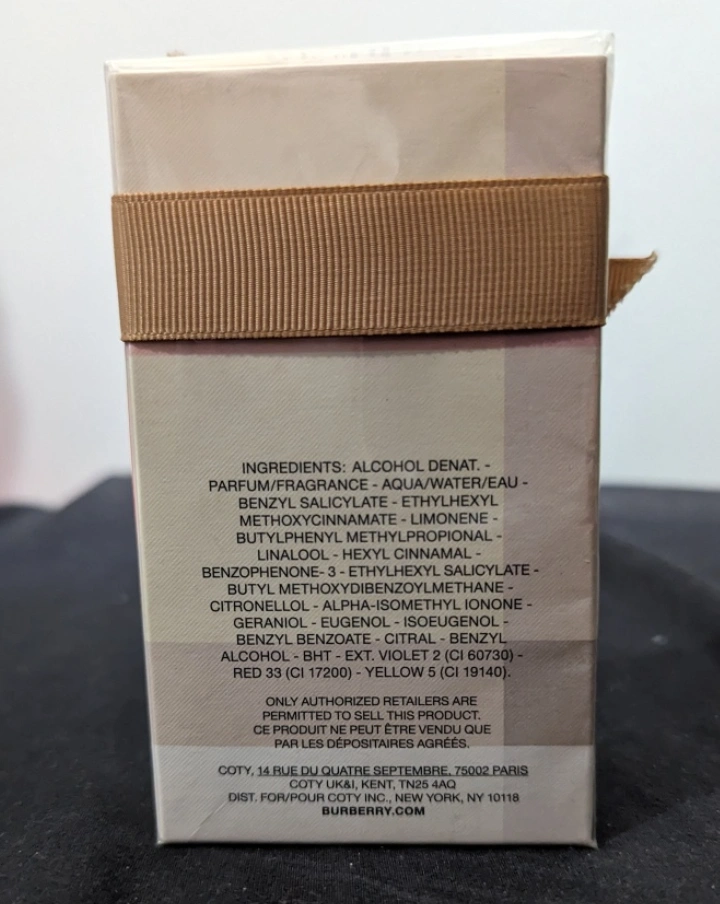 INGREDIENTS: ALCOHOL DENAT. -
PARFUM/FRAGRANCE - AQUA/WATER/EAU -
BENZYL SALICYLATE - ETHYLHEXYL
METHOXYCINNAMATE - LIMONENE -
BUTYLPHENYL METHYLPROPIONAL -
LINALOOL - HEXYL CINNAMAL -
BENZOPHENONE- 3 - ETHYLHEXYL SALICYLATE -
BUTYL METHOXYDIBENZOYLMETHANE -
CITRONELLOL - ALPHA-ISOMETHYL IONONE -
GERANIOL - EUGENOL - ISOEUGENOL -
BENZYL BENZOATE - CITRAL - BENZYL
ALCOHOL - BHT - EXT. VIOLET 2 (CI 60730) -
RED 33 (CI 17200) - YELLOW 5 (CI 19140).
ONLY AUTHORIZED RETAILERS ARE
PERMITTED TO SELL THIS PRODUCT.
CE PRODUIT NE PEUT ÊTRE VENDU QUE
PAR LES DÉPOSITAIRES AGRÉÉS.
COTY, 14 RUE DU QUATRE SEPTEMBRE, 75002 PARIS
COTY UK&I, KENT, TN25 4AQ
DIST. FOR/POUR COTY INC., NEW YORK, NY 10118
BURBERRY.COM